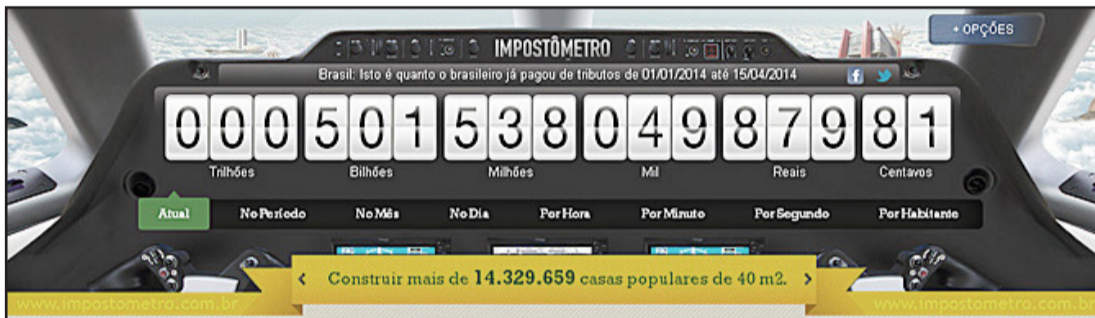 + OPÇÕES
IMPOSTÔMETRO
Brasil: Isto é quanto o brasileiro já pagou de tributos de 01/01/2014 até 15/04/2014
000 501 538 049 879 81
Trilhões Bilhões Milhões Mil Reais Centavos
Atual No Período No Mês No Dia Por Hora Por Minuto Por Segundo Por Habitante
< Construir mais de 14.329.659 casas populares de 40 m2. >
www.impostometro.com.br www.impostometro.com.br